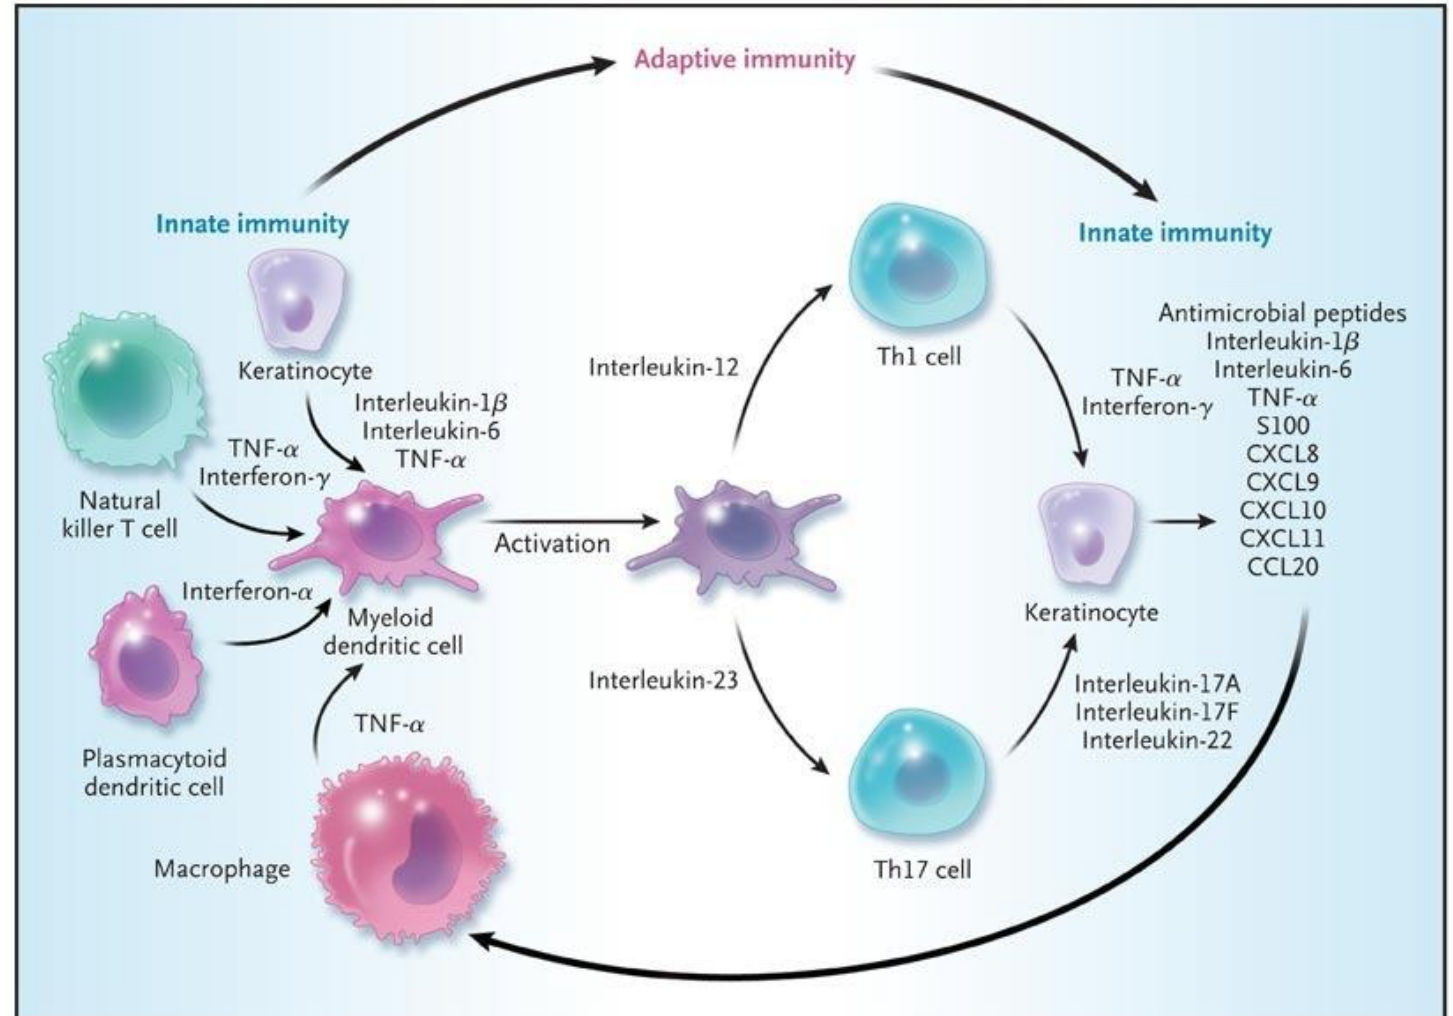 Adaptive immunity
Innate immunity
Innate immunity
Keratinocyte
Natural
killer T cell
TNF-α
Interferon-γ
Interleukin-1β
Interleukin-6
TNF-α
Interferon-α
Plasmacytoid
dendritic cell
Myeloid
dendritic cell
TNF-α
Macrophage
Activation
Interleukin-12
Interleukin-23
Th1 cell
Th17 cell
TNF-α
Interferon-γ
Keratinocyte
Interleukin-17A
Interleukin-17F
Interleukin-22
Antimicrobial peptides
Interleukin-1β
Interleukin-6
TNF-α
S100
CXCL8
CXCL9
CXCL10
CXCL11
CCL20